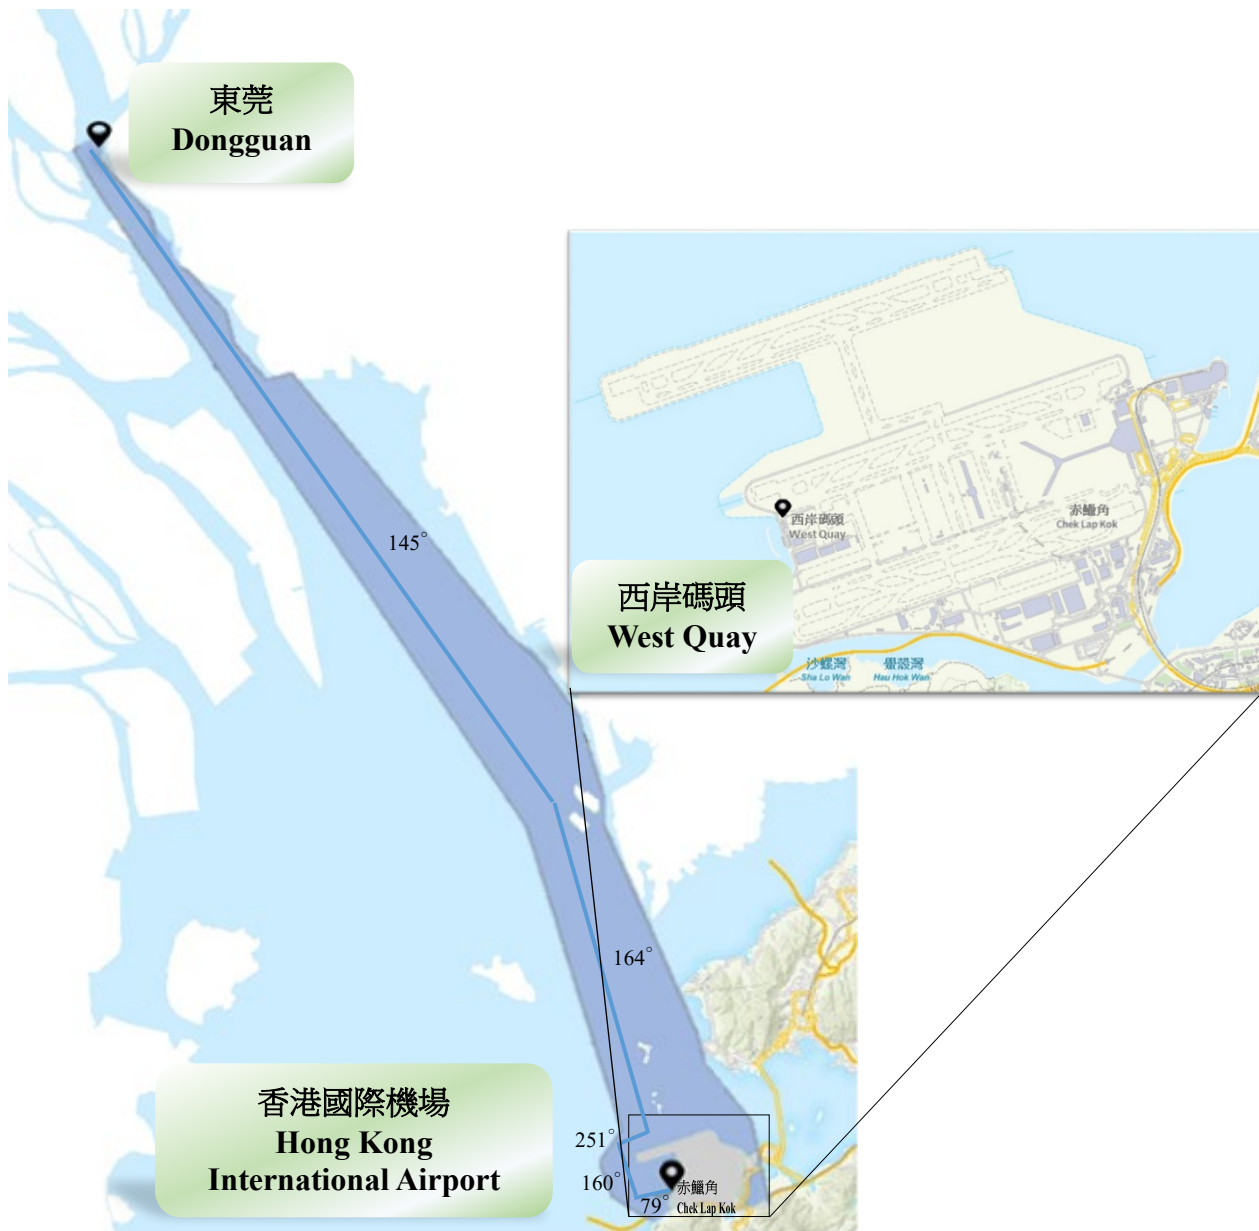 東莞
Dongguan
西岸碼頭
West Quay
赤鱲角
Chek Lap Kok
145°
西岸碼頭
West Quay
沙螺灣
Sha Lo Wan
䃟頭灣
Hau Hok Wan
164°
香港國際機場
Hong Kong
International Airport
251°
160°
79°
赤鱲角
Chek Lap Kok